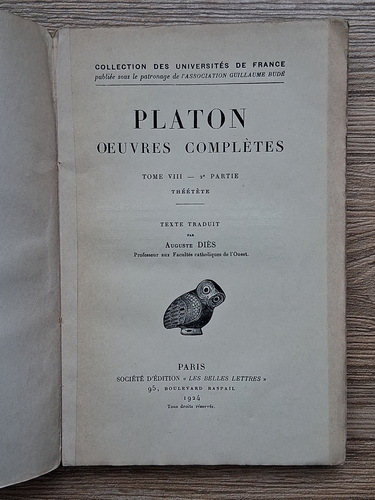 COLLECTION DES UNIVERSITÉS DE FRANCE
publiée sous le patronage de l'ASSOCIATION GUILLAUME BUDÉ
PLATON
OEUVRES COMPLÈTES
TOME VIII — 2e PARTIE
THÉÉTÈTE
TEXTE TRADUIT
PAR
AUGUSTE DIÈS
Professeur aux Facultés catholiques de l'Ouest.
PARIS
SOCIÉTÉ D'ÉDITION « LES BELLES LETTRES »
95, BOULEVARD RASPAIL
1924
Tous droits réservés.